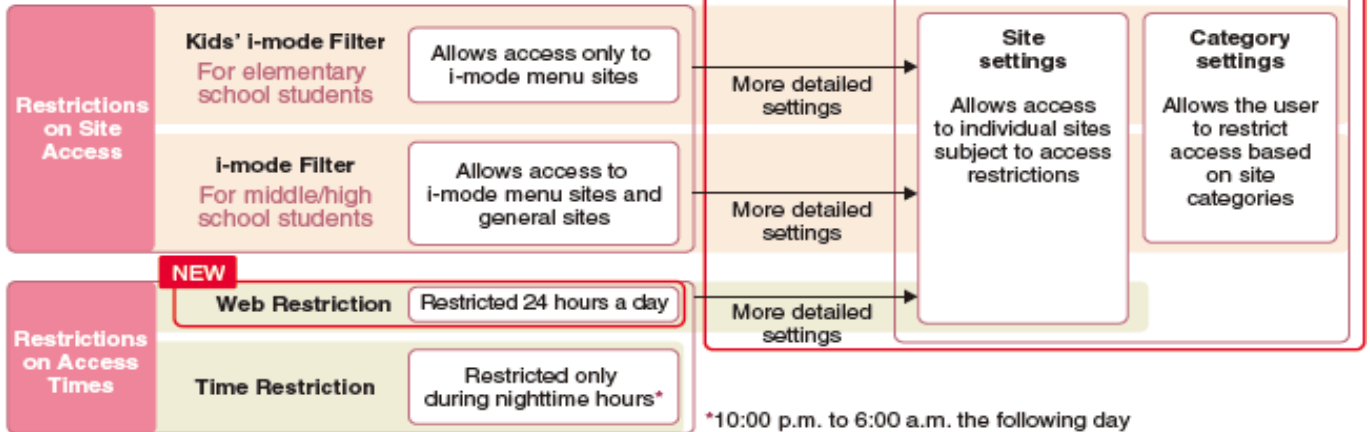 Restrictions
on Site
Access
Kids' i-mode Filter
For elementary
school students
Allows access only to
i-mode menu sites
More detailed
settings
i-mode Filter
For middle/high
school students
Allows access to
i-mode menu sites and
general sites
More detailed
settings
Site
settings
Allows access
to individual sites
subject to access
restrictions
Category
settings
Allows the user
to restrict
access based
on site
categories
Restrictions
on Access
Times
NEW
Web Restriction
Restricted 24 hours a day
More detailed
settings
Time Restriction
Restricted only
during nighttime hours*
*10:00 p.m. to 6:00 a.m. the following day